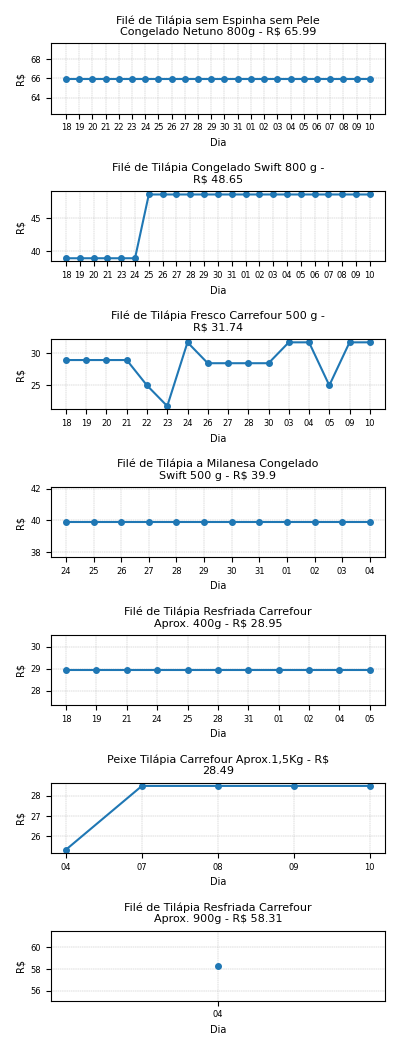 Filé de Tilápia sem Espinha sem Pele
Congelado Netuno 800g - R$ 65.99
68
66
64
R$
18 19 20 21 22 23 24 25 26 27 28 29 30 31 01 02 03 04 05 06 07 08 09 10
Dia
Filé de Tilápia Congelado Swift 800 g -
R$ 48.65
45
40
R$
18 19 20 21 23 24 25 26 27 28 29 30 31 01 02 03 04 05 06 07 08 09 10
Dia
Filé de Tilápia Fresco Carrefour 500 g -
R$ 31.74
30
25
R$
18 19 20 21 22 23 24 26 27 28 30 03 04 05 09 10
Dia
Filé de Tilápia a Milanesa Congelado
Swift 500 g - R$ 39.9
42
40
38
R$
24 25 26 27 28 29 30 31 01 02 03 04
Dia
Filé de Tilápia Resfriada Carrefour
Aprox. 400g - R$ 28.95
30
29
28
R$
18 19 21 24 25 28 31 01 02 04 05
Dia
Peixe Tilápia Carrefour Aprox.1,5Kg - R$
28.49
28
27
26
R$
04 07 08 09 10
Dia
Filé de Tilápia Resfriada Carrefour
Aprox. 900g - R$ 58.31
60
58
56
R$
04
Dia